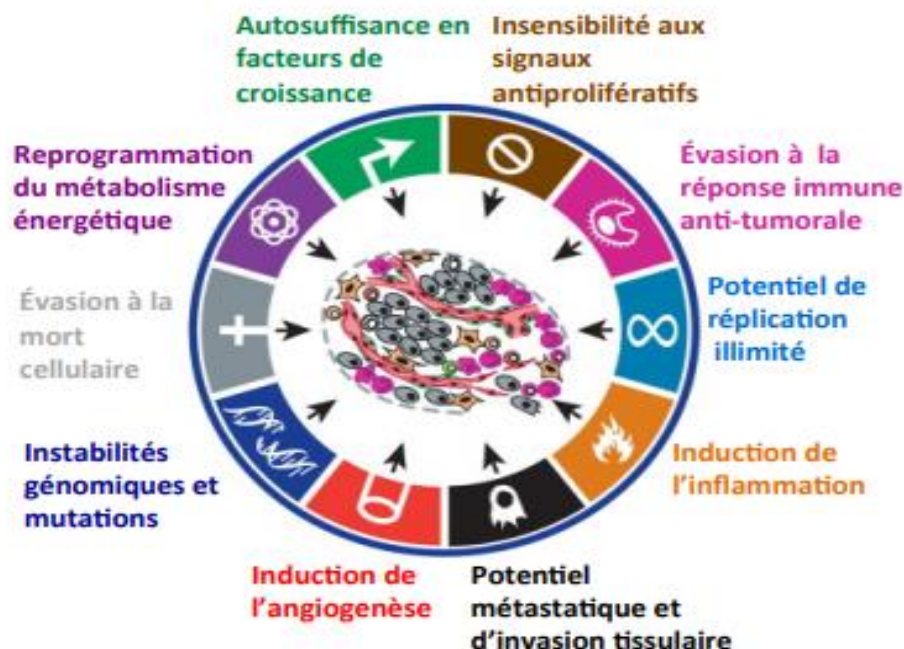 Autosuffisance en
facteurs de
croissance
Insensibilité aux
signaux
antiprolifératifs
Reprogrammation
du métabolisme
énergétique
Évasion à la
réponse immune
anti-tumorale
Évasion à la
mort
cellulaire
Potentiel de
réplication
illimité
Instabilités
génomiques et
mutations
Induction de
l'inflammation
Induction de
l'angiogenèse
Potentiel
métastatique et
d'invasion tissulaire